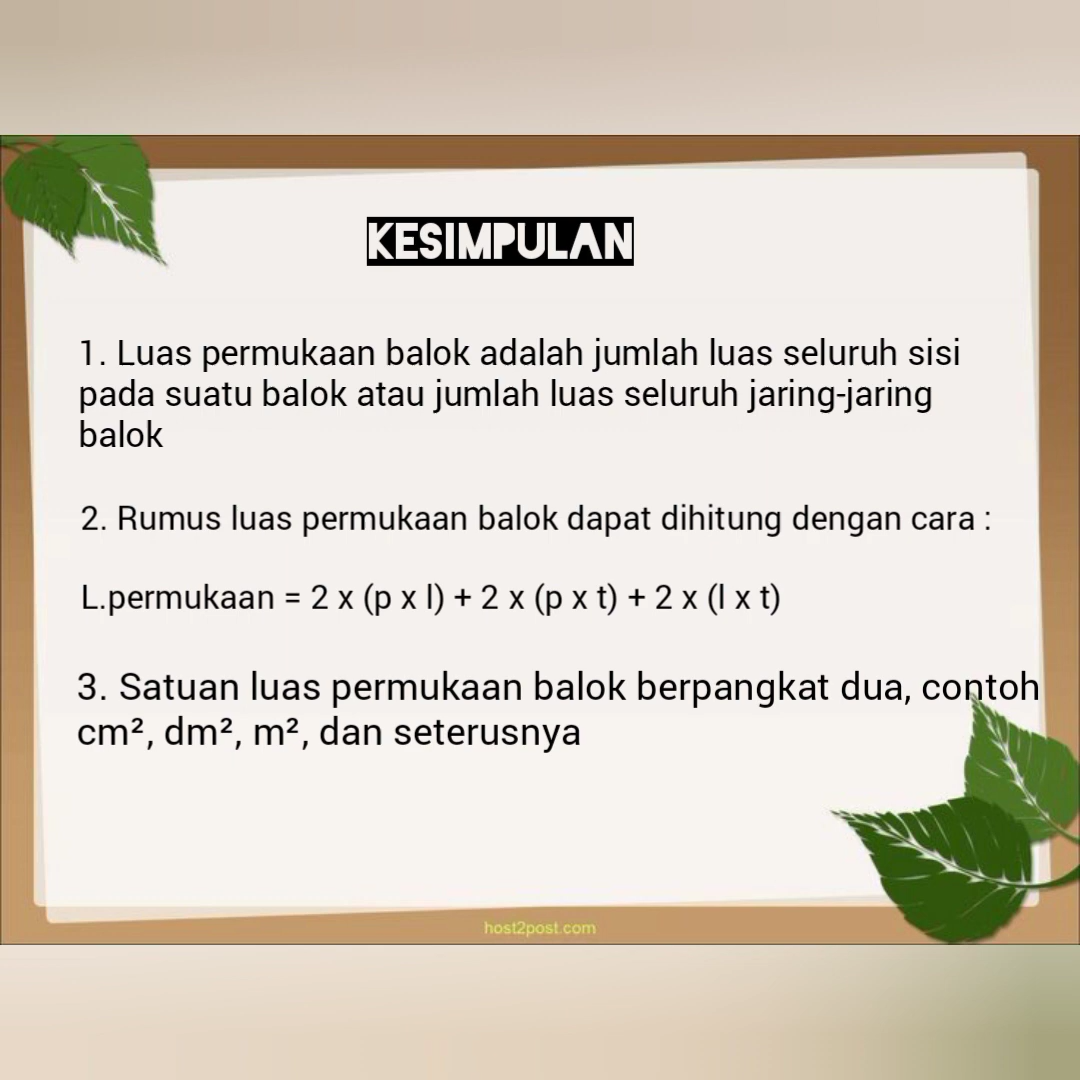 KESIMPULAN
1. Luas permukaan balok adalah jumlah luas seluruh sisi
pada suatu balok atau jumlah luas seluruh jaring-jaring
balok
2. Rumus luas permukaan balok dapat dihitung dengan cara :
L.permukaan = 2 x (p x l) + 2 x (p x t) + 2 x (l x t)
3. Satuan luas permukaan balok berpangkat dua, contoh
cm², dm², m², dan seterusnya
host2post.com